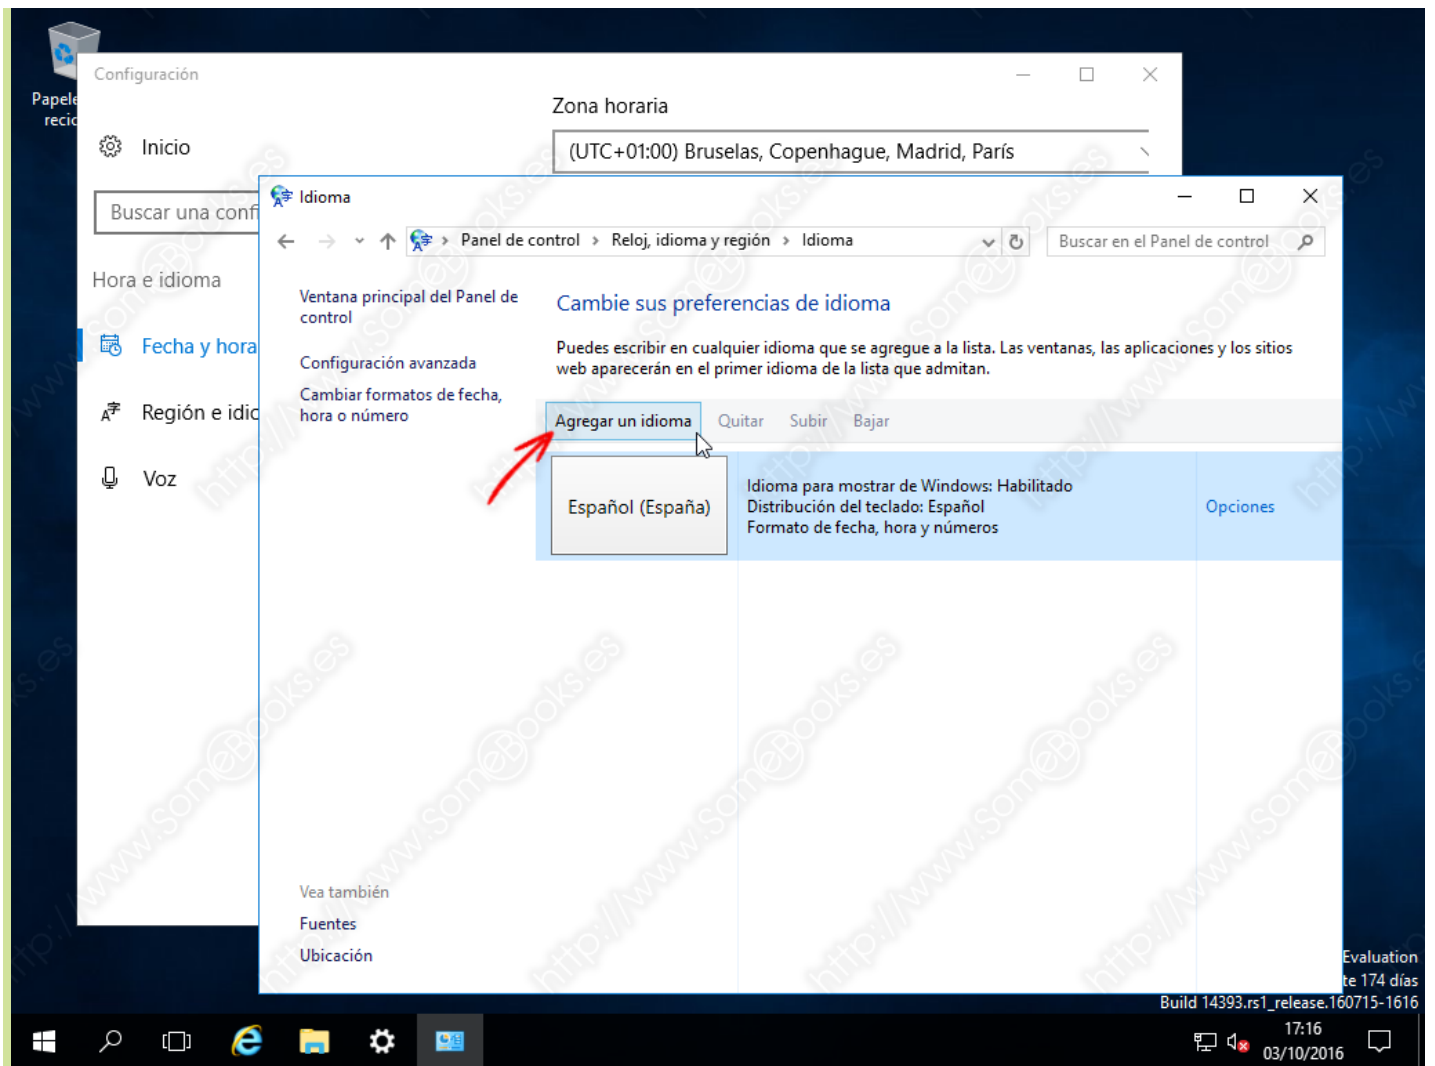 Configuración
Zona horaria
Inicio
(UTC+01:00) Bruselas, Copenhague, Madrid, París
Idioma
Panel de control › Reloj, idioma y región › Idioma
Buscar en el Panel de control
Hora e idioma
Fecha y hora
Voz
Ventana principal del Panel de
control
Configuración avanzada
Cambiar formatos de fecha,
hora o número
Cambie sus preferencias de idioma
Puedes escribir en cualquier idioma que se agregue a la lista. Las ventanas, las aplicaciones y los sitios
web aparecerán en el primer idioma de la lista que admitan.
Agregar un idioma Quitar Subir Bajar
Español (España)
Idioma para mostrar de Windows: Habilitado
Distribución del teclado: Español
Formato de fecha, hora y números
Opciones
Vea también
Fuentes
Ubicación
Buscar una
Región e
Evaluation
174 días
Build 14393.rs1_release.160715-1616
17:16
03/10/2016
http://www.SomeBooks.es